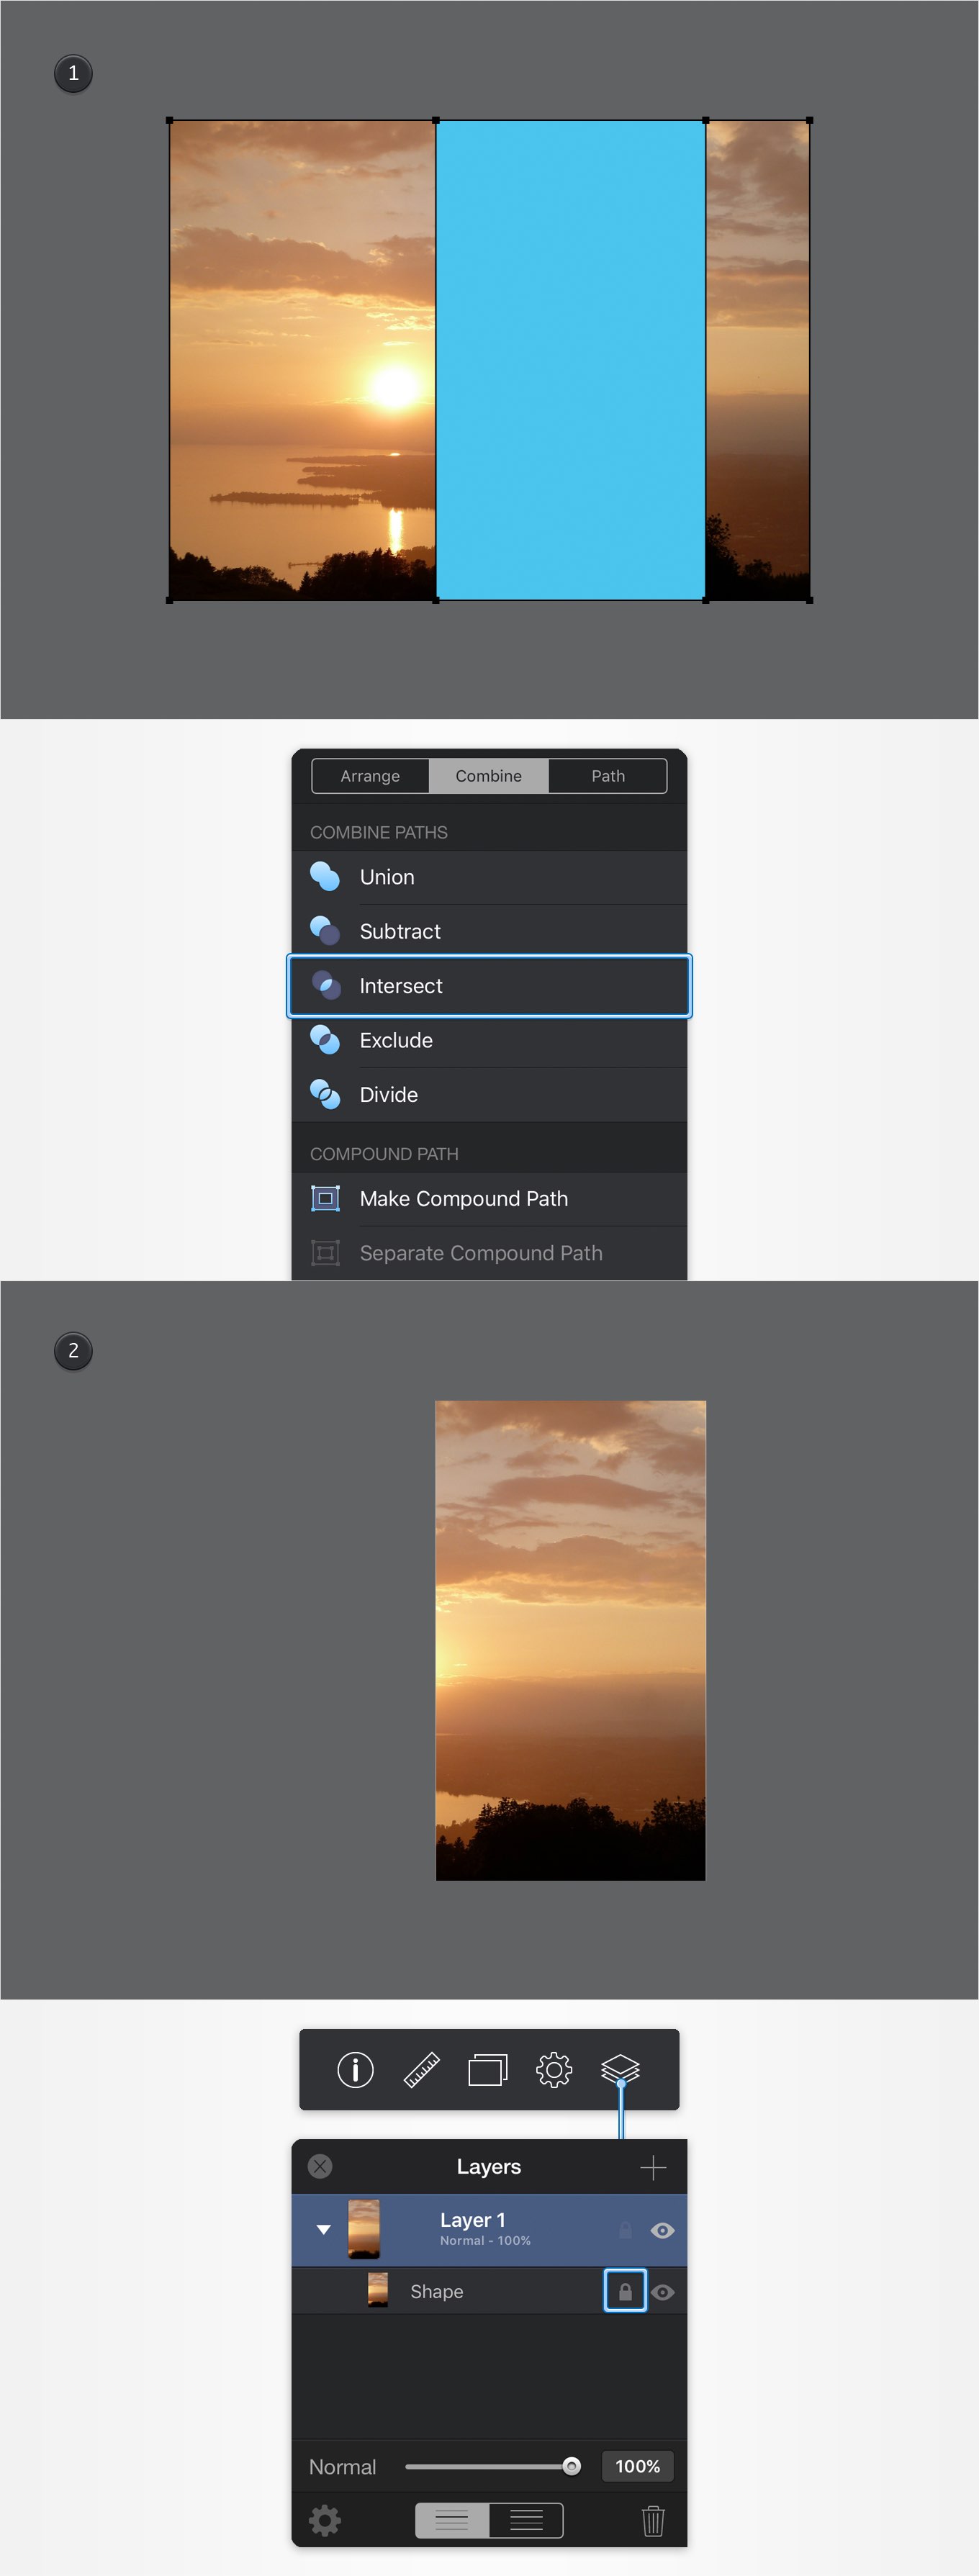 1
Arrange Combine Path
COMBINE PATHS
Union
Subtract
Intersect
Exclude
Divide
COMPOUND PATH
Make Compound Path
Separate Compound Path
2
Layers
Layer 1
Normal - 100%
Shape
Normal 100%